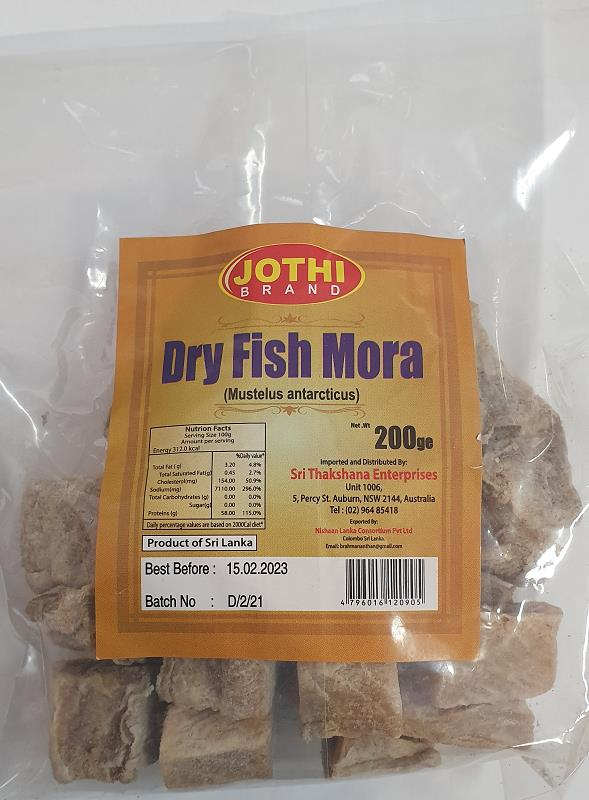 JOTHI
BRAND
Dry Fish Mora
(Mustelus antarcticus)
Net .Wt 200ge
Nutrion Facts
Serving Size 100g
Amount per serving
Energy 312.0 kcal
%Daily value*
Total Fat ( g) 3.20 4.8%
Total Saturated Fat(g) 0.45 2.7%
Cholesterol(mg) 154.00 50.9%
Sodium(mg) 7110.00 296.0%
Total Carbohydrates (g) 0.00 0.0%
Sugar(g) 0.00 0.0%
Proteins (g) 58.00 115.0%
Daily percentage values are based on 2000Cal diet*
Imported and Distributed By:
Sri Thakshana Enterprises
Unit 1006,
5, Percy St. Auburn, NSW 2144, Australia
Tel : (02) 964 85418
Exported By:
Nishaan Lanka Consortium Pvt Ltd
Colombo Sri Lanka.
Email: brahmananthan@gmail.com
Product of Sri Lanka
Best Before : 15.02.2023
Batch No : D/2/21
4 796016 120905